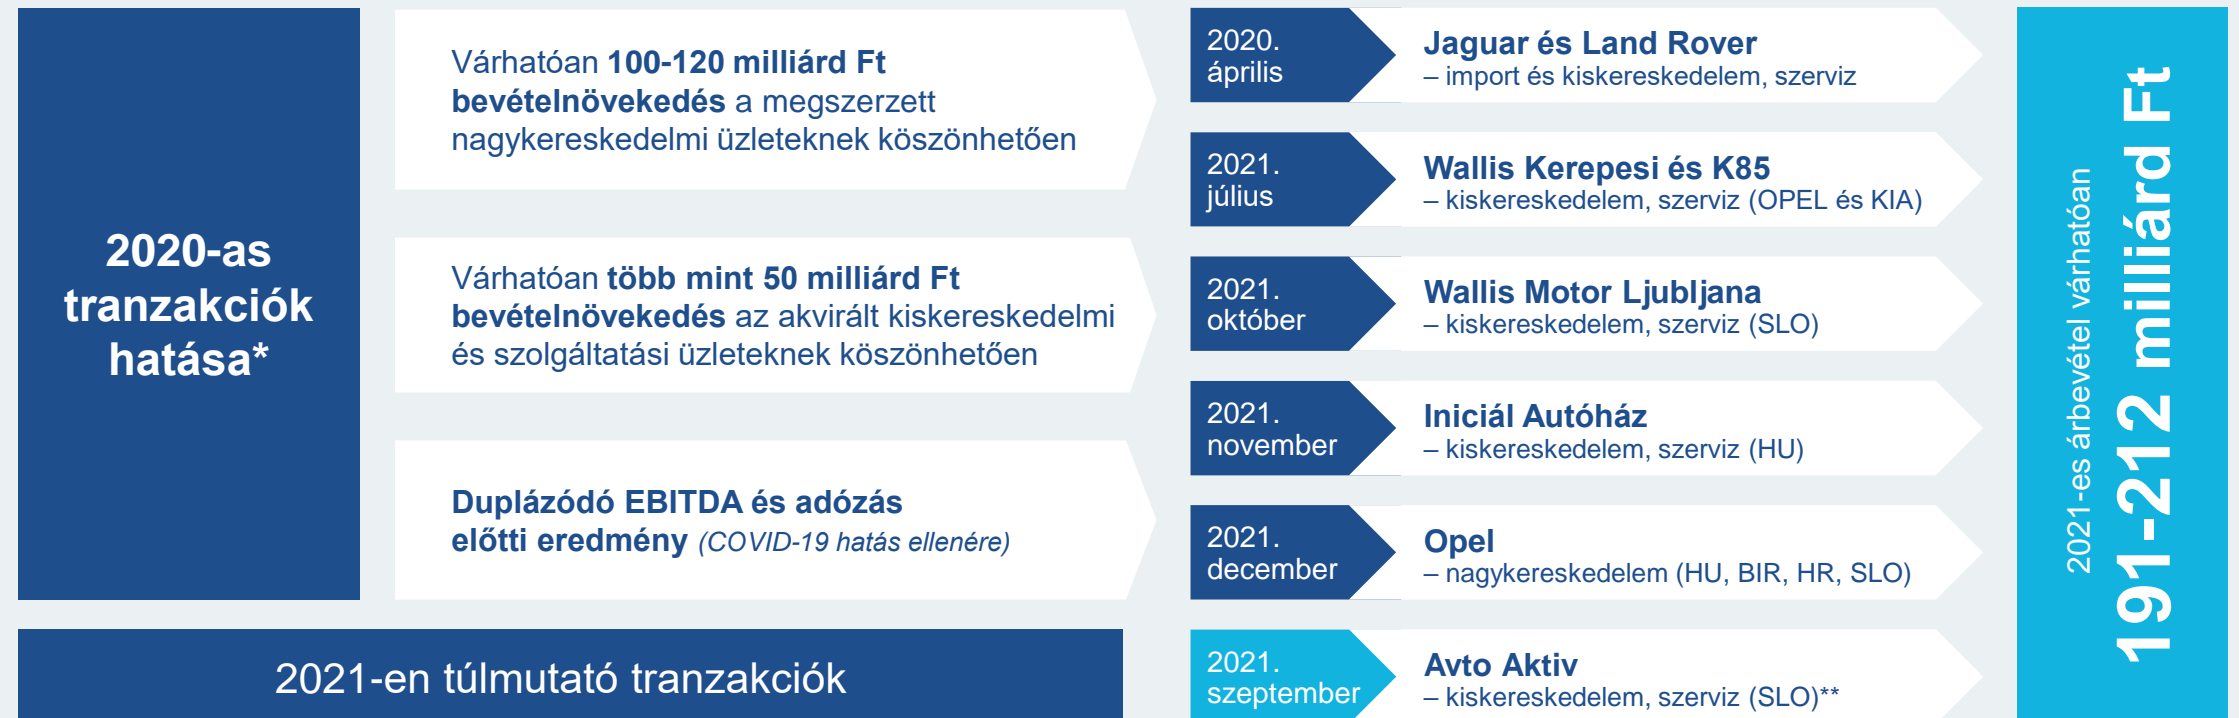 2020-as
tranzakciók
hatása*
Várhatóan 100-120 milliárd Ft
bevételnövekedés a megszerzett
nagykereskedelmi üzleteknek köszönhetően
Várhatóan több mint 50 milliárd Ft
bevételnövekedés az akvirált kiskereskedelmi
és szolgáltatási üzleteknek köszönhetően
Duplázódó EBITDA és adózás
előtti eredmény (COVID-19 hatás ellenére)
2021-en túlmutató tranzakciók
2020.
április
Jaguar és Land Rover
– import és kiskereskedelem, szerviz
2021.
július
Wallis Kerepesi és K85
– kiskereskedelem, szerviz (OPEL és KIA)
2021.
október
Wallis Motor Ljubljana
– kiskereskedelem, szerviz (SLO)
2021.
november
Iniciál Autóház
– kiskereskedelem, szerviz (HU)
2021.
december
Opel
– nagykereskedelem (HU, BIR, HR, SLO)
2021.
szeptember
Avto Aktiv
– kiskereskedelem, szerviz (SLO)**
2021-es árbevétel várhatóan
191-212 milliárd Ft